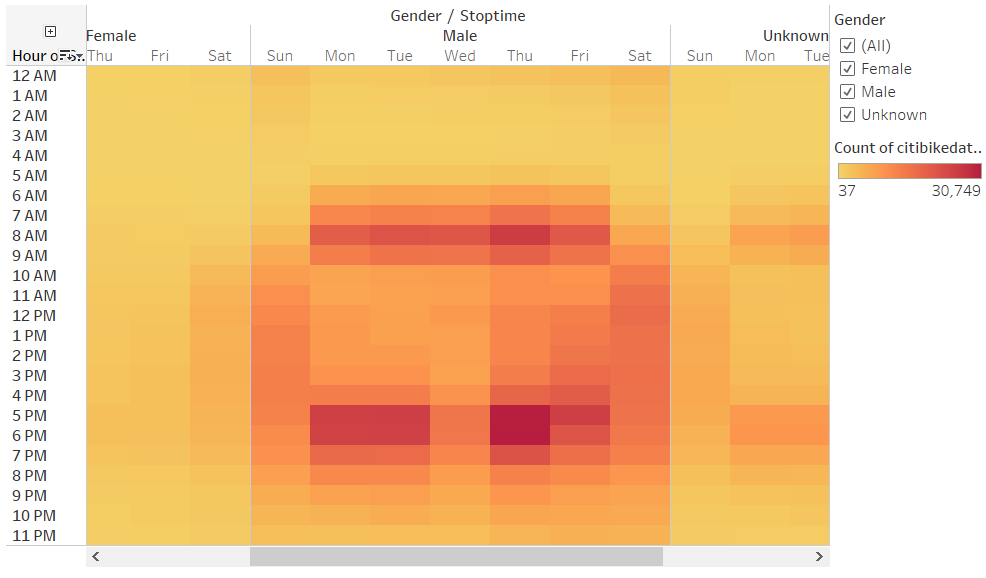 Gender / Stoptime
Female Male Unknown
Hour o.. Thu Fri Sat Sun Mon Tue Wed Thu Fri Sat Sun Mon Tue
12 AM
1 AM
2 AM
3 AM
4 AM
5 AM
6 AM
7 AM
8 AM
9 AM
10 AM
11 AM
12 PM
1 PM
2 PM
3 PM
4 PM
5 PM
6 PM
7 PM
8 PM
9 PM
10 PM
11 PM
Gender
(All)
Female
Male
Unknown
Count of citibikedat..
37 30,749